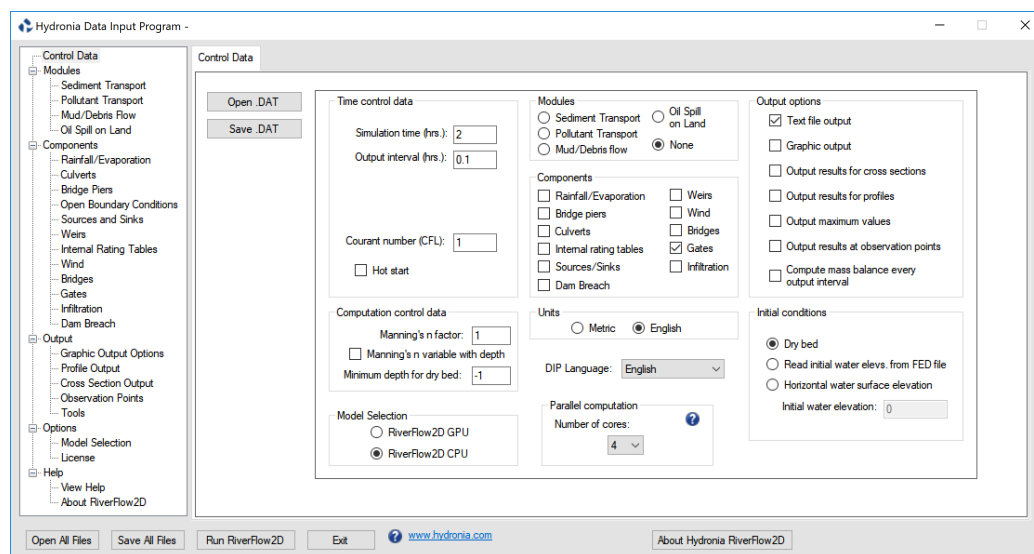 Hydronia Data Input Program -
Control Data
Modules
Sediment Transport
Pollutant Transport
Mud/Debris Flow
Oil Spill on Land
Components
Rainfall/Evaporation
Culverts
Bridge Piers
Open Boundary Conditions
Sources and Sinks
Weirs
Internal Rating Tables
Wind
Bridges
Gates
Infiltration
Dam Breach
Output
Graphic Output Options
Profile Output
Cross Section Output
Observation Points
Tools
Options
Model Selection
License
Help
View Help
About RiverFlow2D
Control Data
Open .DAT
Save .DAT
Time control data
Simulation time (hrs.): 2
Output interval (hrs.): 0.1
Courant number (CFL): 1
Hot start
Computation control data
Manning's n factor: 1
Manning's n variable with depth
Minimum depth for dry bed: -1
Model Selection
RiverFlow2D GPU
RiverFlow2D CPU
Modules
Sediment Transport
Pollutant Transport
Mud/Debris flow
Oil Spill
on Land
None
Components
Rainfall/Evaporation
Bridge piers
Culverts
Internal rating tables
Sources/Sinks
Dam Breach
Weirs
Wind
Bridges
Gates
Infiltration
Units
Metric English
DIP Language: English
Parallel computation
Number of cores:
4
Output options
Text file output
Graphic output
Output results for cross sections
Output results for profiles
Output maximum values
Output results at observation points
Compute mass balance every
output interval
Initial conditions
Dry bed
Read initial water elevs. from FED file
Horizontal water surface elevation
Initial water elevation: 0
Open All Files Save All Files Run RiverFlow2D Exit www.hydronia.com About Hydronia RiverFlow2D